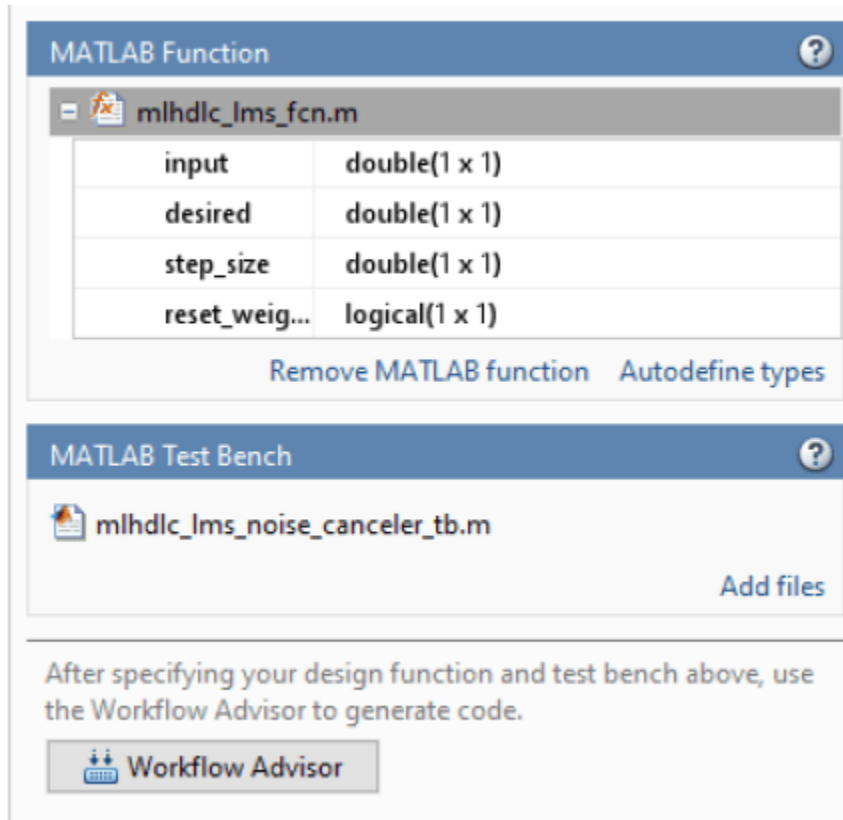 MATLAB Function
mlhdlc_lms_fcn.m
input double(1 x 1)
desired double(1 x 1)
step_size double(1 x 1)
reset_weig... logical(1 x 1)
Remove MATLAB function Autodefine types
MATLAB Test Bench
mlhdlc_lms_noise_canceler_tb.m
Add files
After specifying your design function and test bench above, use
the Workflow Advisor to generate code.
Workflow Advisor